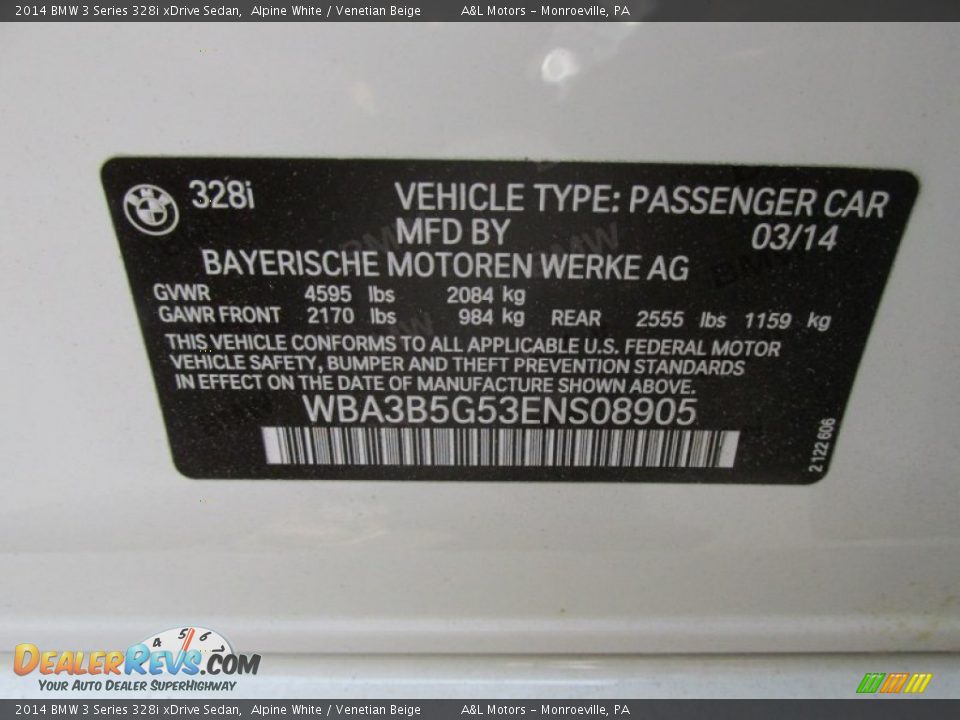 2014 BMW 3 Series 328i xDrive Sedan, Alpine White / Venetian Beige A&L Motors - Monroeville, PA
328i VEHICLE TYPE: PASSENGER CAR
MFD BY 03/14
BAYERISCHE MOTOREN WERKE AG
GVWR 4595 lbs 2084 kg
GAWR FRONT 2170 lbs 984 kg REAR 2555 lbs 1159 kg
THIS VEHICLE CONFORMS TO ALL APPLICABLE U.S. FEDERAL MOTOR
VEHICLE SAFETY, BUMPER AND THEFT PREVENTION STANDARDS
IN EFFECT ON THE DATE OF MANUFACTURE SHOWN ABOVE.
WBA3B5G53ENS08905
2 122 606
4 5 6
DEALERREVS.COM
YOUR AUTO DEALER SUPERHIGHWAY
2014 BMW 3 Series 328i xDrive Sedan, Alpine White / Venetian Beige A&L Motors - Monroeville, PA